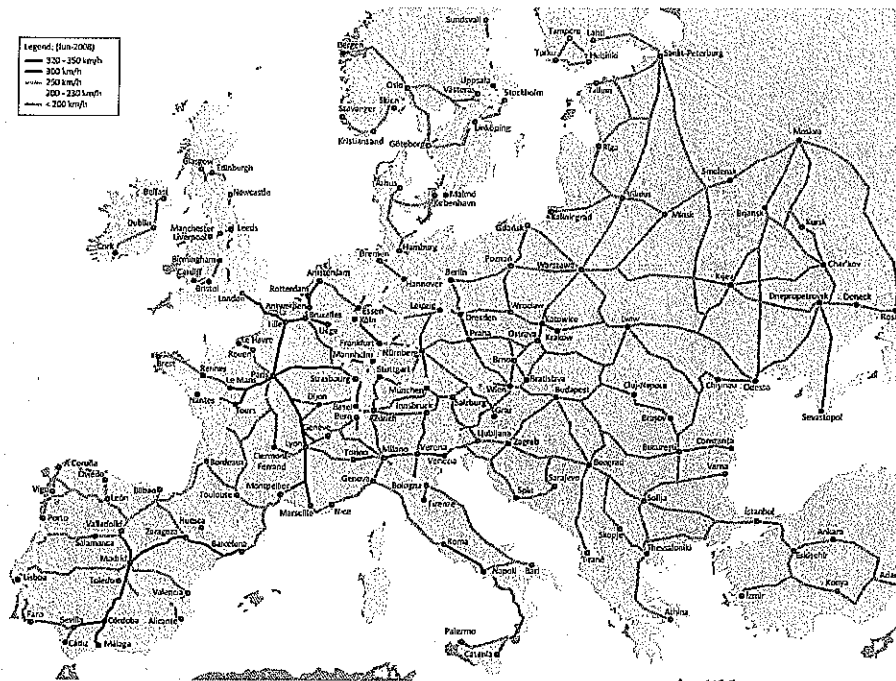 Legend: (Jun-2008)
320 - 350 km/h
300 km/h
250 km/h
200 - 230 km/h
< 200 km/h
Sundsvall
Bergen
Oslo
Uppsala
Västerås
Stockholm
Skien
Stavanger
Kristiansand
Göteborg
Linköping
Tampere
Lahti
Turku
Helsinki
Sankt-Peterburg
Tallinn
Riga
Moskva
Smolensk
Vilnius
Minsk
Brjansk
Kursk
Kaliningrad
Gdańsk
Glasgow
Edinburgh
Belfast
Newcastle
Dublin
Cork
Manchester
Liverpool
Leeds
Birmingham
Cardiff
Bristol
London
Århus
København
Malmö
Hamburg
Bremen
Hannover
Berlin
Poznań
Warszawa
Kijev
Char'kov
Dnepropetrovsk
Doneck
Amsterdam
Rotterdam
Antwerpen
Bruxelles
Lille
Liège
Essen
Köln
Leipzig
Dresden
Wrocław
Katowice
Krakow
Lviv
Frankfurt
Mannheim
Nürnberg
Praha
Ostrava
Brno
Le Havre
Rouen
Paris
Brest
Rennes
Le Mans
Nantes
Tours
Strasbourg
Stuttgart
München
Wien
Bratislava
Budapest
Cluj-Napoca
Chişinău
Odessa
Sevastopol
Dijon
Basel
Bern
Zürich
Innsbruck
Salzburg
Graz
Ljubljana
Zagreb
Braşov
Genève
Lyon
Clermont-
Ferrand
Torino
Milano
Verona
Venezia
Beograd
Bucureşti
Constanţa
Varna
Bordeaux
Toulouse
Montpellier
Marseille
Nice
Genova
Bologna
Firenze
Split
Sarajevo
Sofija
A Coruña
Oviedo
Vigo
León
Bilbao
Porto
Valladolid
Salamanca
Zaragoza
Huesca
Barcelona
Madrid
Toledo
Lisboa
Valencia
Faro
Sevilla
Córdoba
Alicante
Cádiz
Málaga
Roma
Napoli
Bari
Palermo
Catania
Skopje
Tiranë
Thessaloniki
Athina
İstanbul
Ankara
Eskişehir
İzmir
Konya